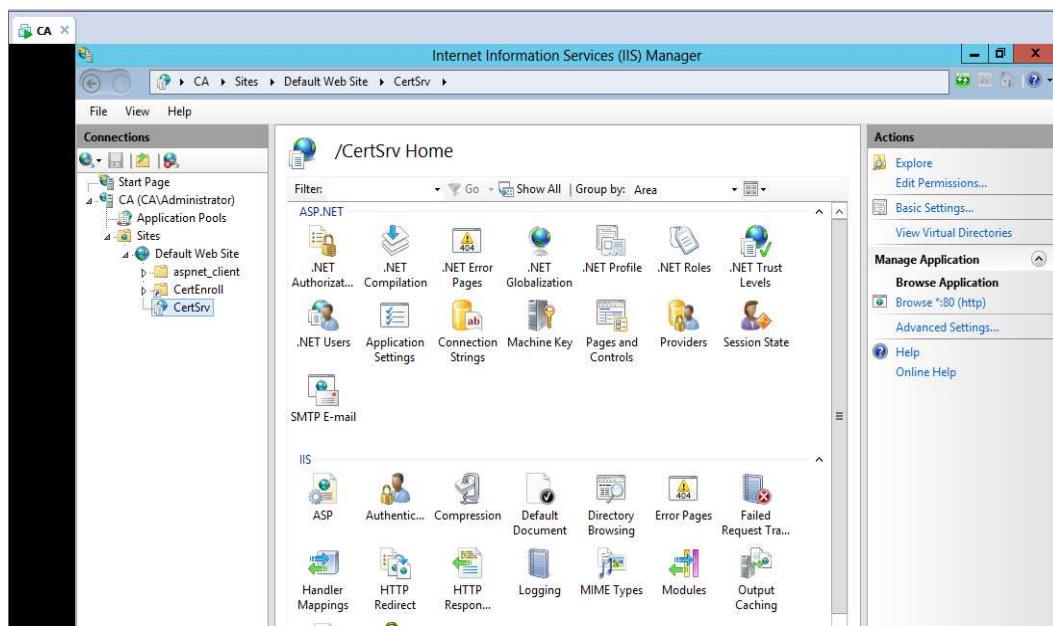 CA
Internet Information Services (IIS) Manager
CA Sites Default Web Site CertSrv
File View Help
Connections
Start Page
CA (CA\Administrator)
Application Pools
Sites
Default Web Site
aspnet_client
CertEnroll
CertSrv
/CertSrv Home
Filter: Go Show All Group by: Area
ASP.NET
.NET Authorizat...
.NET Compilation
.NET Error Pages
.NET Globalization
.NET Profile
.NET Roles
.NET Trust Levels
.NET Users
Application Settings
Connection Strings
Machine Key
Pages and Controls
Providers
Session State
SMTP E-mail
IIS
ASP
Authentic...
Compression
Default Document
Directory Browsing
Error Pages
Failed Request Tra...
Handler Mappings
HTTP Redirect
HTTP Respon...
Logging
MIME Types
Modules
Output Caching
Actions
Explore
Edit Permissions...
Basic Settings...
View Virtual Directories
Manage Application
Browse Application
Browse *:80 (http)
Advanced Settings...
Help
Online Help